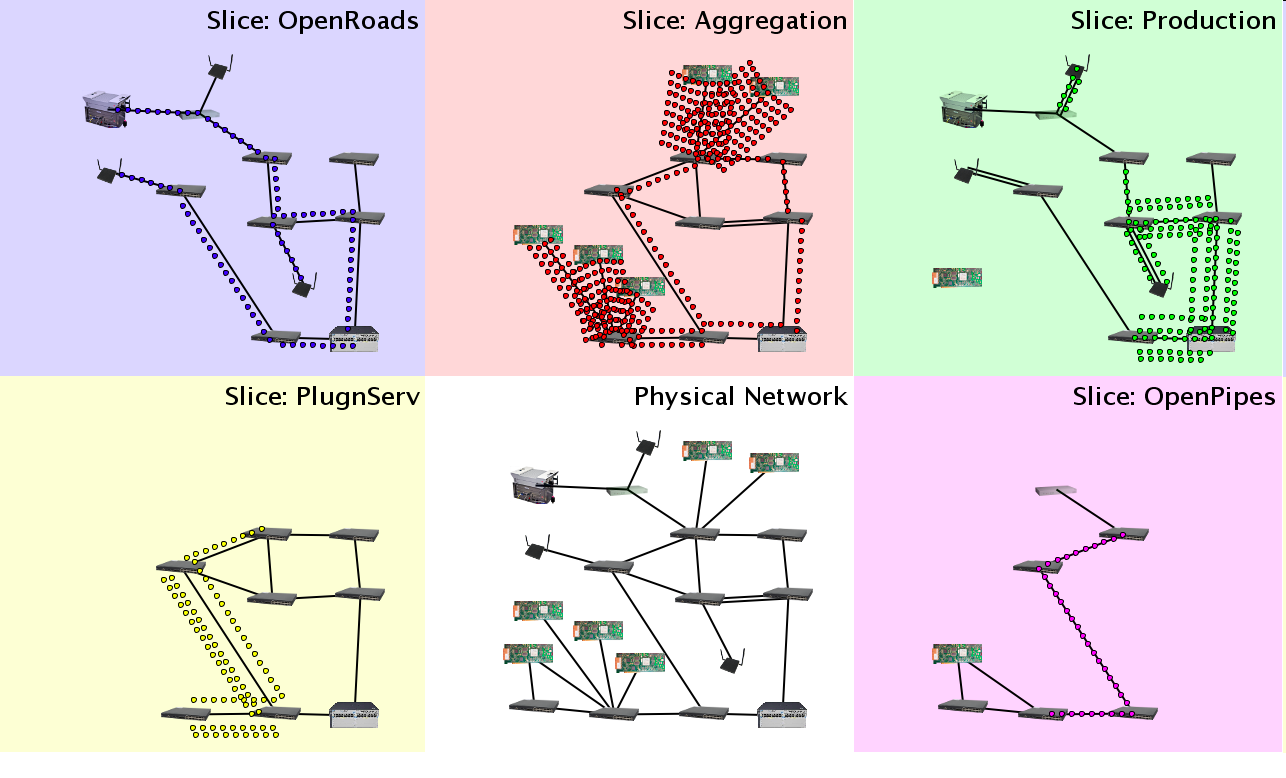 Slice: OpenRoads
Slice: Aggregation
Slice: Production
Slice: PlugnServ
Physical Network
Slice: OpenPipes